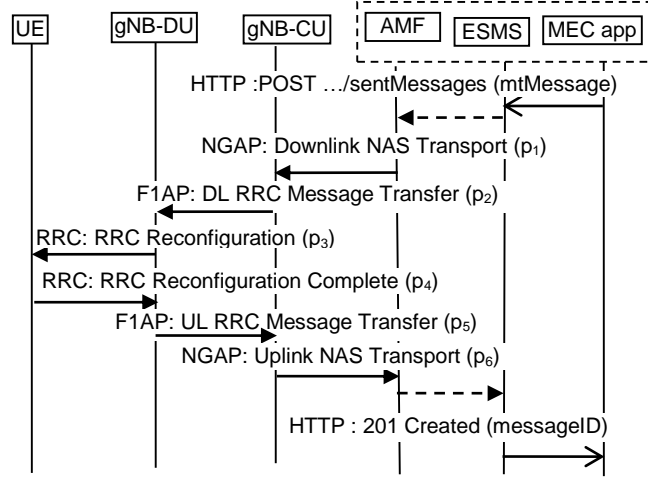 UE gNB-DU gNB-CU AMF ESMS MEC app
HTTP :POST …/sentMessages (mtMessage)
NGAP: Downlink NAS Transport (p₁)
F1AP: DL RRC Message Transfer (p₂)
RRC: RRC Reconfiguration (p₃)
RRC: RRC Reconfiguration Complete (p₄)
F1AP: UL RRC Message Transfer (p₅)
NGAP: Uplink NAS Transport (p₆)
HTTP : 201 Created (messageID)